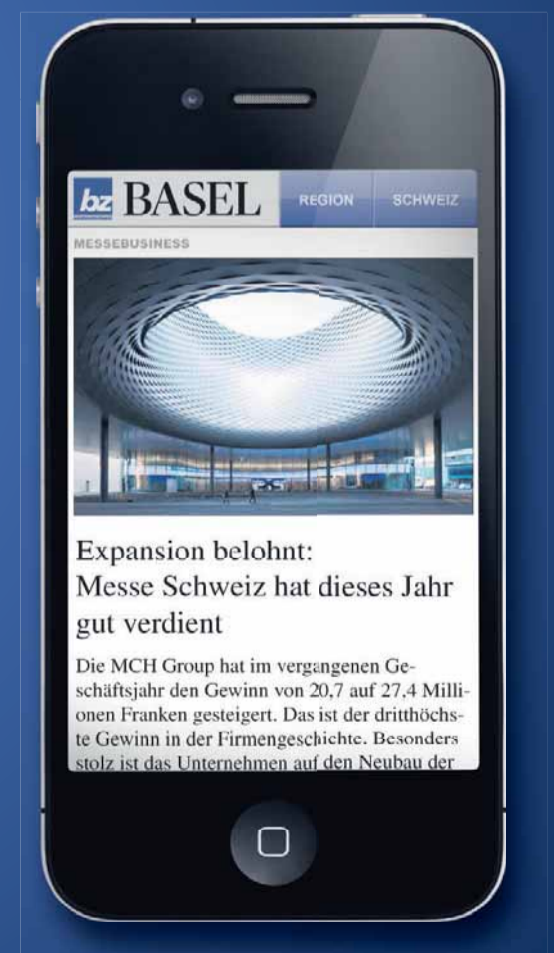 bz BASEL REGION SCHWEIZ
MESSEBUSINESS
Expansion belohnt:
Messe Schweiz hat dieses Jahr
gut verdient
Die MCH Group hat im vergangenen Ge-
schäftsjahr den Gewinn von 20,7 auf 27,4 Milli-
onen Franken gesteigert. Das ist der dritthöchs-
te Gewinn in der Firmengeschichte. Besonders
stolz ist das Unternehmen auf den Neubau der